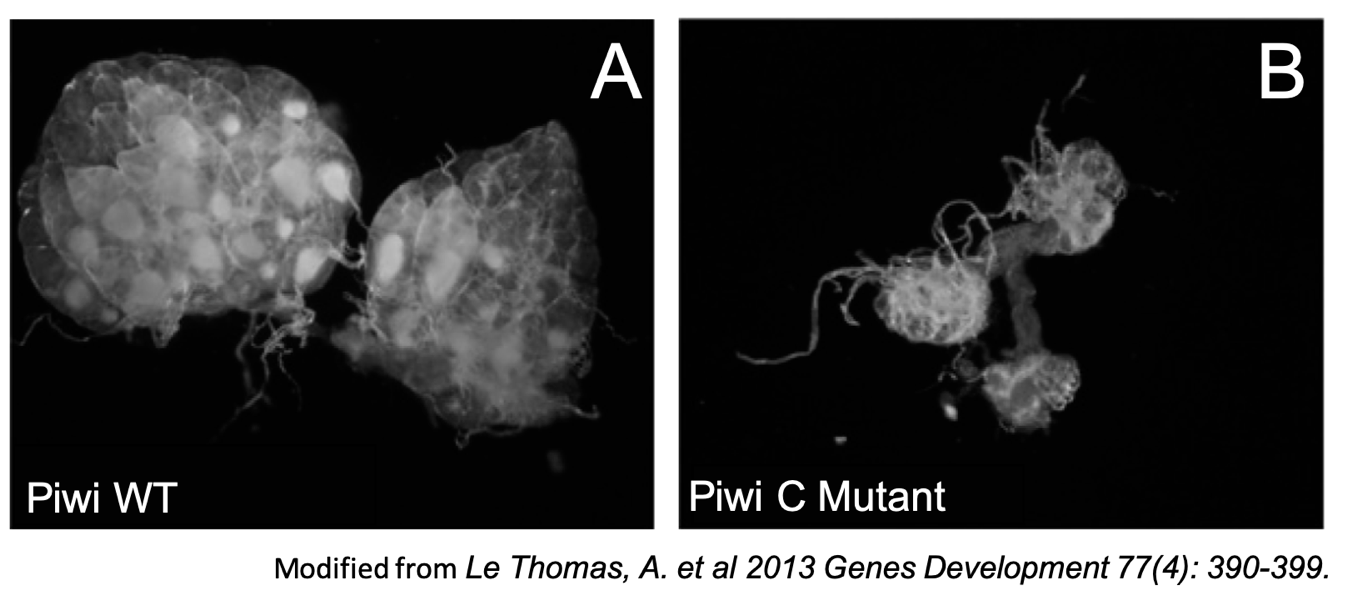 A
B
Piwi WT
Piwi C Mutant
Modified from Le Thomas, A. et al 2013 Genes Development 77(4): 390-399.